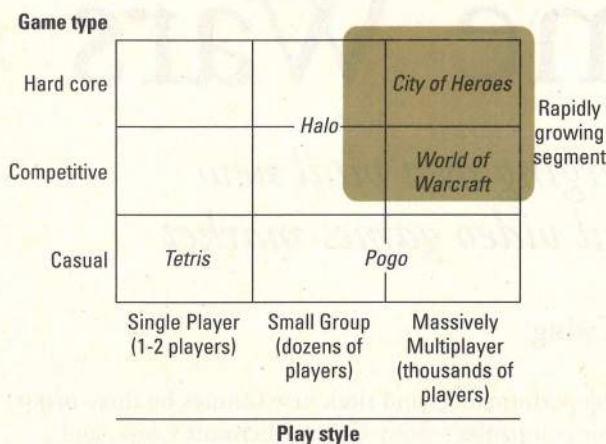 Game type
Hard core
City of Heroes
Halo
Rapidly
growing
segment
Competitive
World of
Warcraft
Casual
Tetris
Pogo
Single Player
(1-2 players)
Small Group
(dozens of
players)
Massively
Multiplayer
(thousands of
players)
Play style